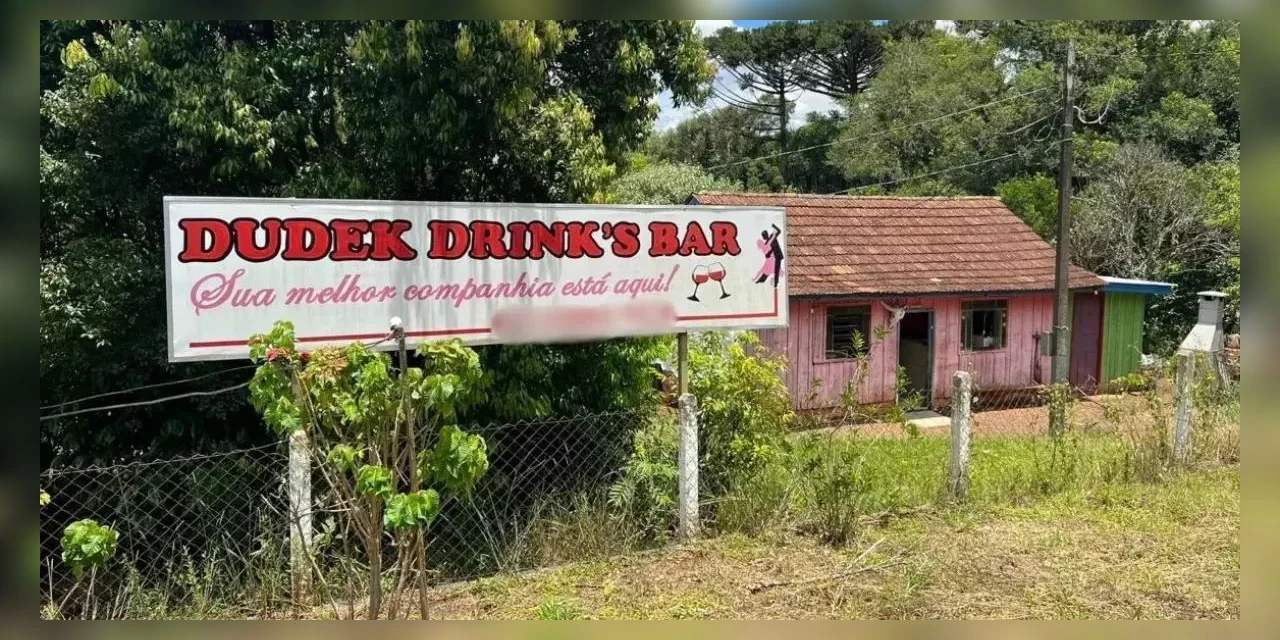 DUDEK DRINK'S BAR
Sua melhor companhia está aqui!